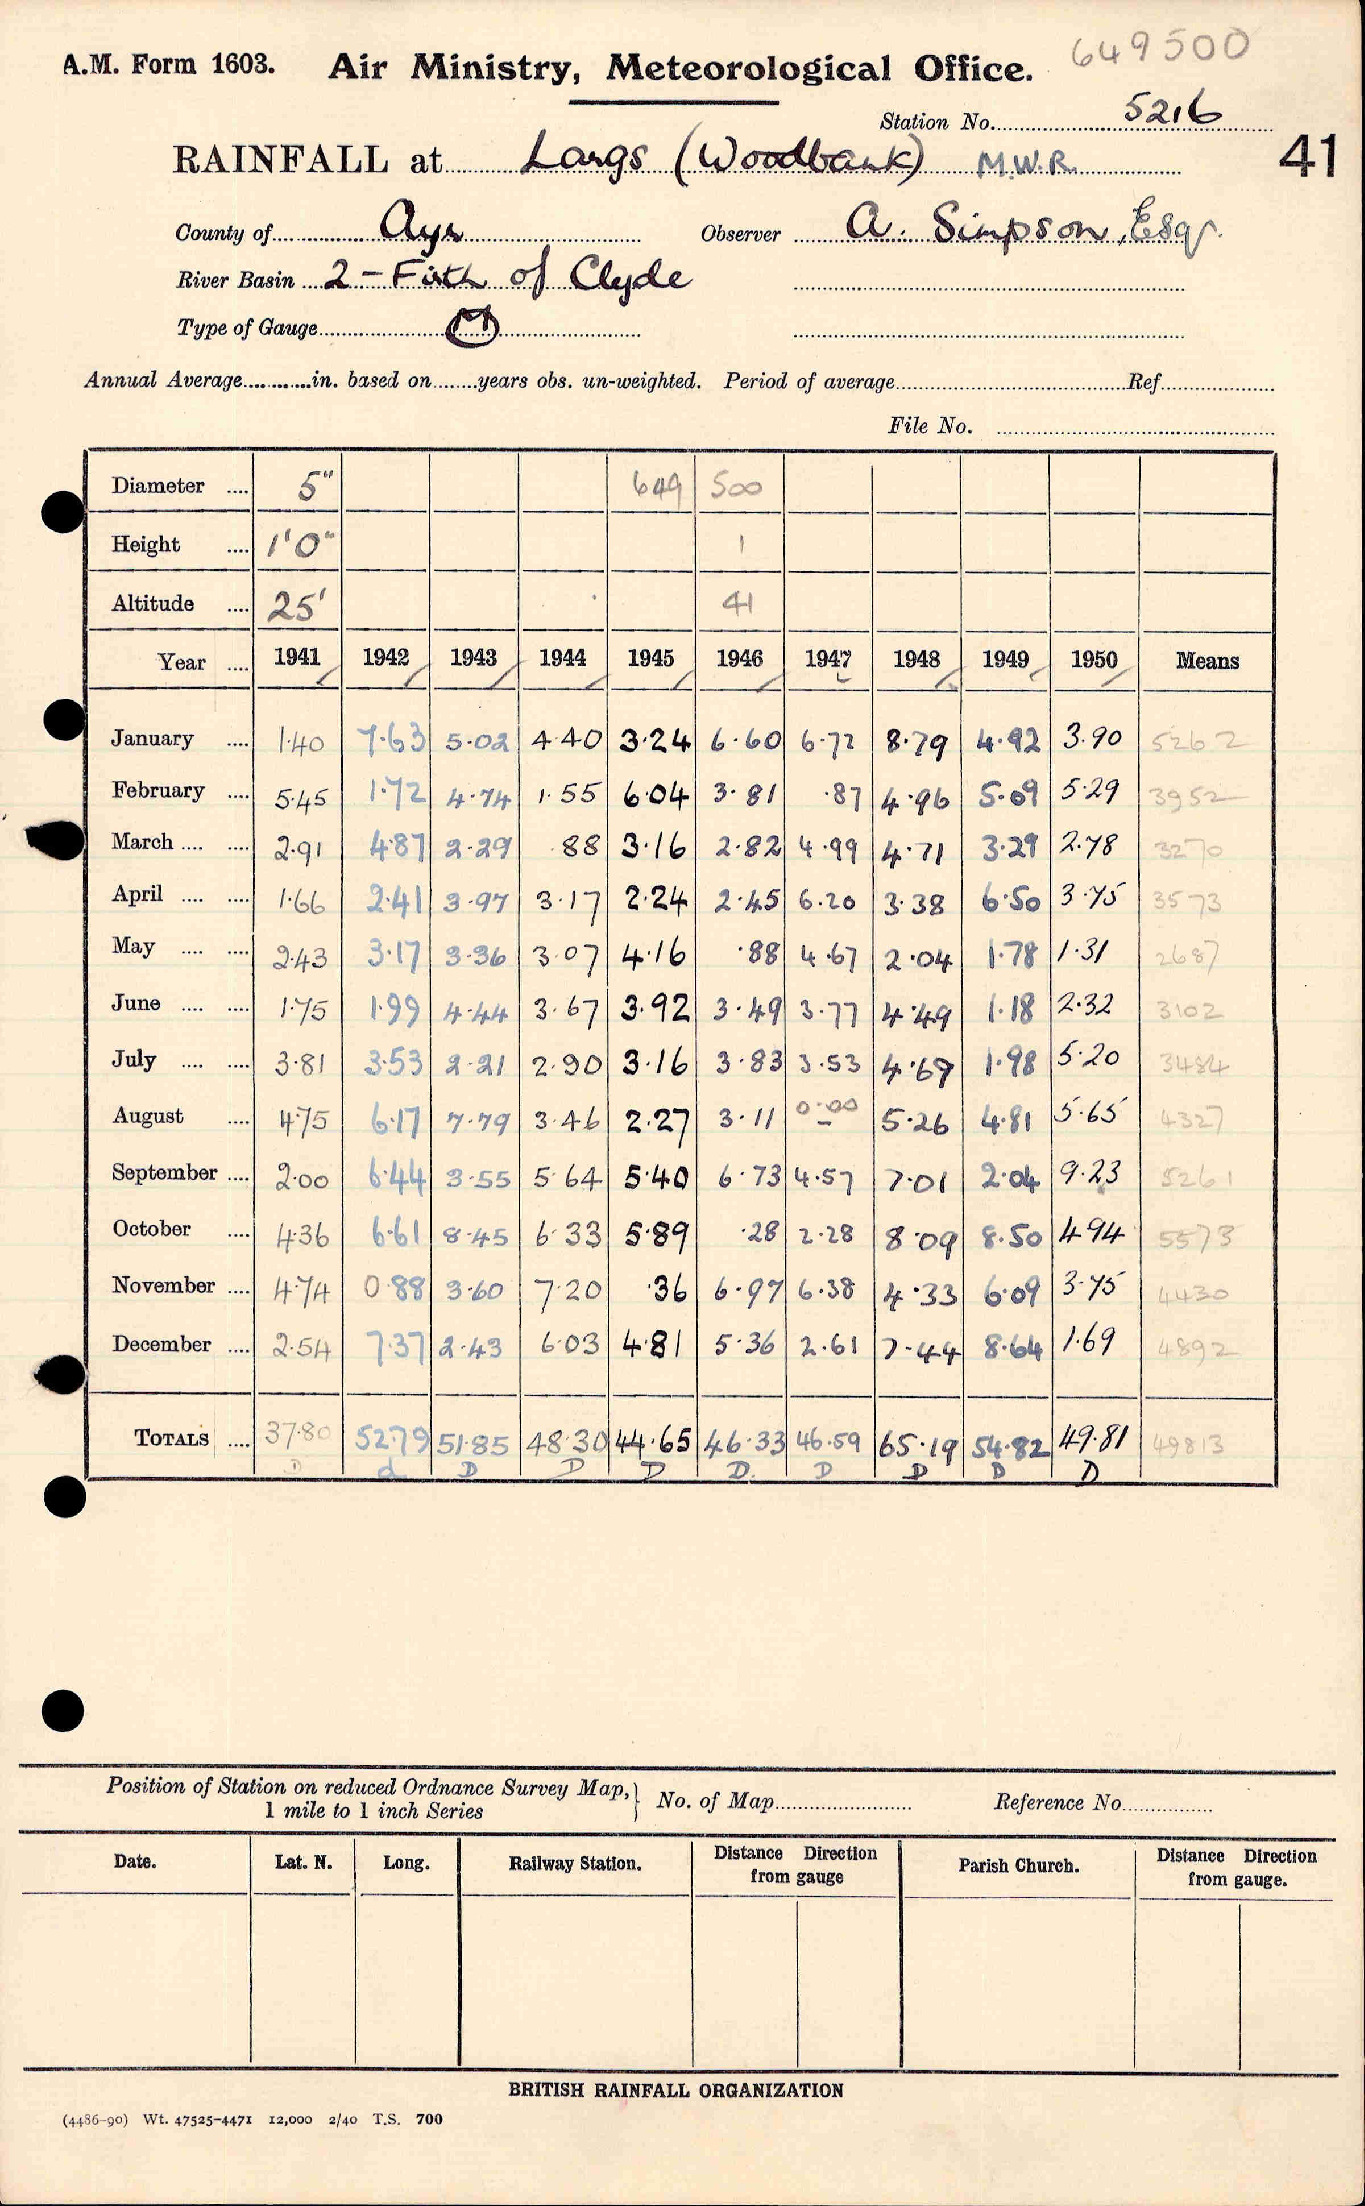 649500
A.M. Form 1603. Air Ministry, Meteorological Office.
Station No. 5216
RAINFALL at Largs (Woodbank) M.W.R. 41
County of Ayr Observer A. Simpson, Esqr.
River Basin 2 - Firth of Clyde
Type of Gauge M
Annual Average in. based on years obs. un-weighted. Period of average Ref.
File No.
Diameter .... 5" 649 500
Height .... 1'0" 1
Altitude .... 25' 41
Year .... 1941 1942 1943 1944 1945 1946 1947 1948 1949 1950 Means
January .... 1.40 7.63 5.02 4.40 3.24 6.60 6.72 8.79 4.92 3.90 5262
February .... 5.45 1.72 4.74 1.55 6.04 3.81 .87 4.96 5.09 5.29 3952
March .... .... 2.91 4.87 2.29 .88 3.16 2.82 4.99 4.71 3.29 2.78 3270
April .... .... 1.66 2.41 3.97 3.17 2.24 2.45 6.20 3.38 6.50 3.75 3573
May .... .... 2.43 3.17 3.36 3.07 4.16 .88 4.67 2.04 1.78 1.31 2687
June .... .... 1.75 1.99 4.44 3.67 3.92 3.49 3.77 4.49 1.18 2.32 3102
July .... .... 3.81 3.53 2.21 2.90 3.16 3.83 3.53 4.69 1.98 5.20 3484
August .... 4.75 6.17 7.79 3.46 2.27 3.11 0.00 5.26 4.81 5.65 4327
September .... 2.00 6.44 3.55 5.64 5.40 6.73 4.57 7.01 2.04 9.23 5261
October .... 4.36 6.61 8.45 6.33 5.89 .28 2.28 8.09 8.50 4.94 5573
November .... 4.74 0.88 3.60 7.20 .36 6.97 6.38 4.33 6.09 3.75 4430
December .... 2.54 7.37 2.43 6.03 4.81 5.36 2.61 7.44 8.64 1.69 4892
TOTALS .... 37.80 52.79 51.85 48.30 44.65 46.33 46.59 65.19 54.82 49.81 49813
D d D D D D. D D D D
Position of Station on reduced Ordnance Survey Map, No. of Map Reference No.
1 mile to 1 inch Series
Date. Lat. N. Long. Railway Station. Distance Direction from gauge Parish Church. Distance Direction from gauge.
BRITISH RAINFALL ORGANIZATION
(4486-90) Wt. 47525-4471 12,000 2/40 T.S. 700